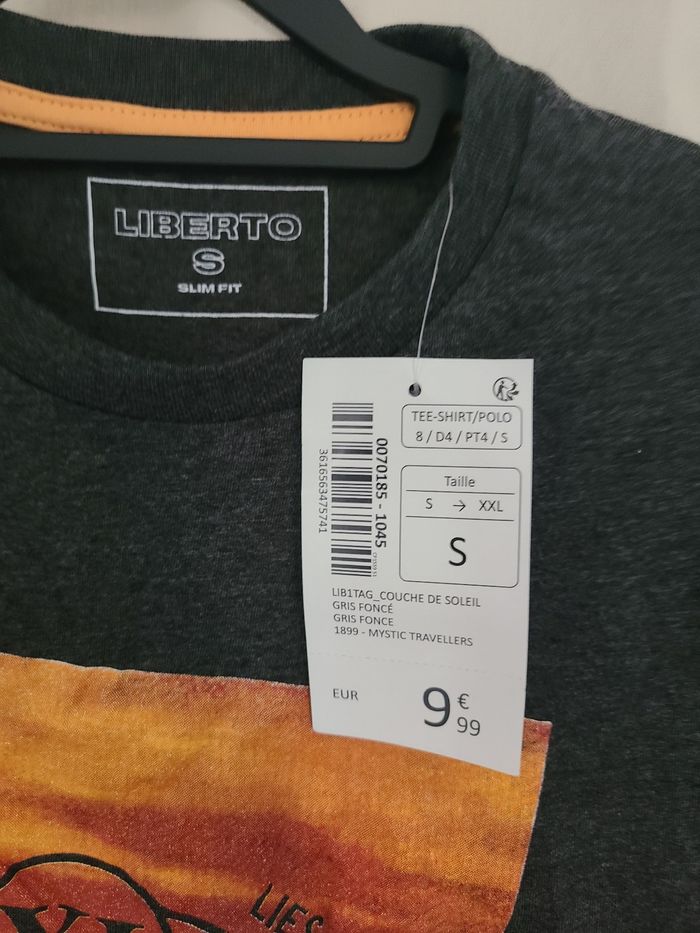 LIBERTO
S
SLIM FIT
TEE-SHIRT/POLO
8 / D4 / PT4 / S
Taille
S → XXL
S
0070185 - 1045
3616563475741
LIB1TAG_COUCHE DE SOLEIL
GRIS FONCÉ
GRIS FONCE
1899 - MYSTIC TRAVELLERS
EUR
9 €
99
LIES